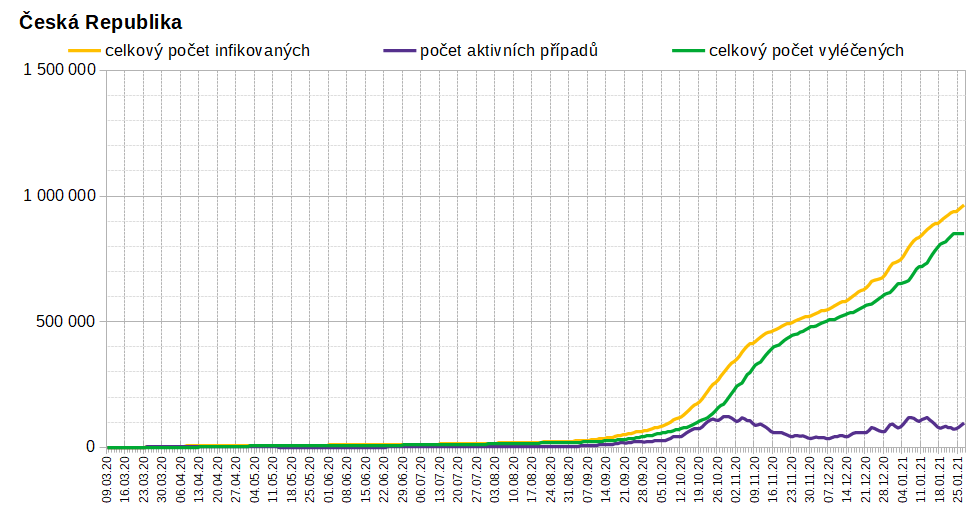 Česká Republika
celkový počet infikovaných počet aktivních případů celkový počet vyléčených
1 500 000
1 000 000
500 000
0
09.03.20 16.03.20 23.03.20 30.03.20 06.04.20 13.04.20 20.04.20 27.04.20 04.05.20 11.05.20 18.05.20 25.05.20 01.06.20 08.06.20 15.06.20 22.06.20 29.06.20 06.07.20 13.07.20 20.07.20 27.07.20 03.08.20 10.08.20 17.08.20 24.08.20 31.08.20 07.09.20 14.09.20 21.09.20 28.09.20 05.10.20 12.10.20 19.10.20 26.10.20 02.11.20 09.11.20 16.11.20 23.11.20 30.11.20 07.12.20 14.12.20 21.12.20 28.12.20 04.01.21 11.01.21 18.01.21 25.01.21